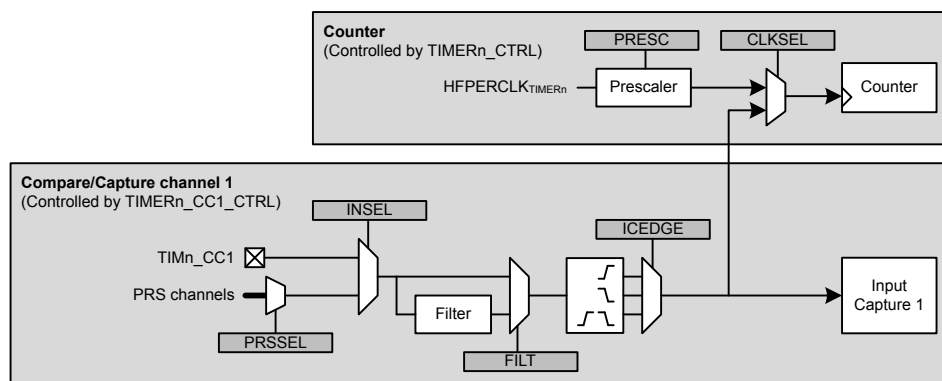 Counter
(Controlled by TIMERn_CTRL)
PRESC
CLKSEL
HFPERCLKTIMERn
Prescaler
Counter
Compare/Capture channel 1
(Controlled by TIMERn_CC1_CTRL)
INSEL
ICEDGE
TIMn_CC1
PRS channels
Filter
Input
Capture 1
PRSSEL
FILT